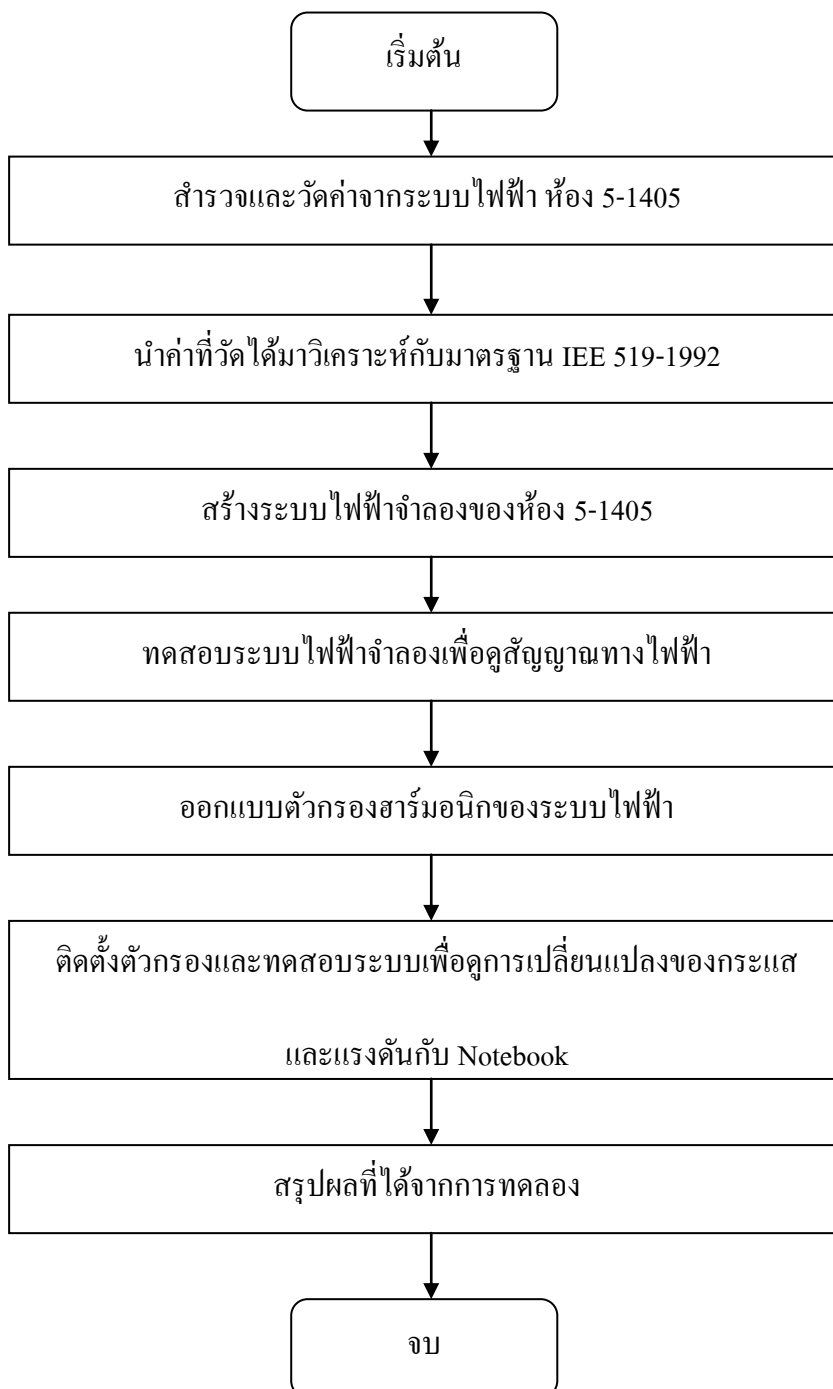 เริ่มต้น
สำรวจและวัดค่าจากระบบไฟฟ้า ห้อง 5-1405
นำค่าที่วัดได้มาวิเคราะห์กับมาตรฐาน IEE 519-1992
สร้างระบบไฟฟ้าจำลองของห้อง 5-1405
ทดสอบระบบไฟฟ้าจำลองเพื่อดูสัญญาณทางไฟฟ้า
ออกแบบตัวกรองฮาร์มอนิกของระบบไฟฟ้า
ติดตั้งตัวกรองและทดสอบระบบเพื่อดูการเปลี่ยนแปลงของกระแส
และแรงดันกับ Notebook
สรุปผลที่ได้จากการทดลอง
จบ